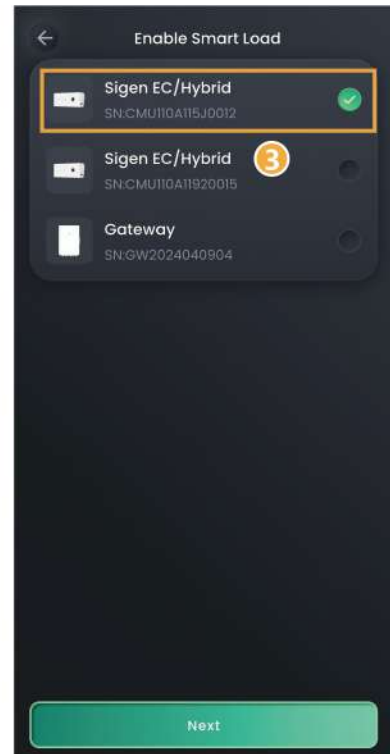 Enable Smart Load
Sigen EC/Hybrid
SN:CMU110A115J0012
Sigen EC/Hybrid
3
SN:CMU110A11920015
Gateway
SN:GW2024040904
Next